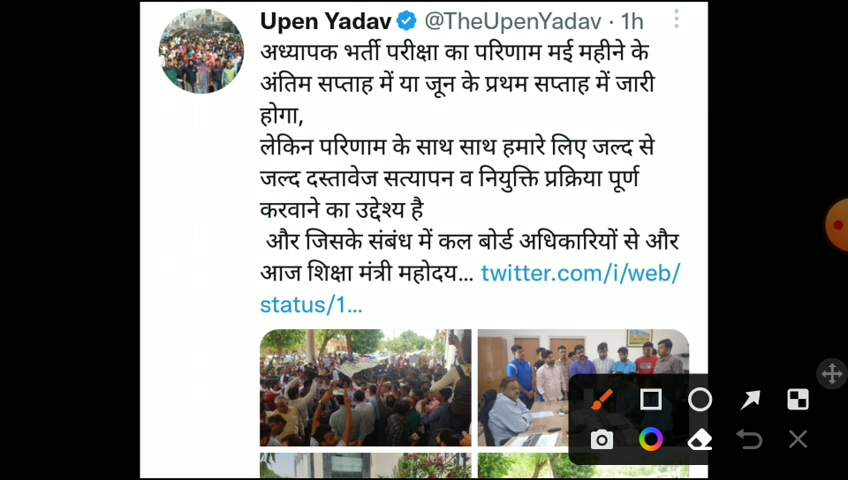 Upen Yadav @TheUpenYadav · 1h
अध्यापक भर्ती परीक्षा का परिणाम मई महीने के
अंतिम सप्ताह में या जून के प्रथम सप्ताह में जारी
होगा,
लेकिन परिणाम के साथ साथ हमारे लिए जल्द से
जल्द दस्तावेज सत्यापन व नियुक्ति प्रक्रिया पूर्ण
करवाने का उद्देश्य है
और जिसके संबंध में कल बोर्ड अधिकारियों से और
आज शिक्षा मंत्री महोदय... twitter.com/i/web/
status/1...